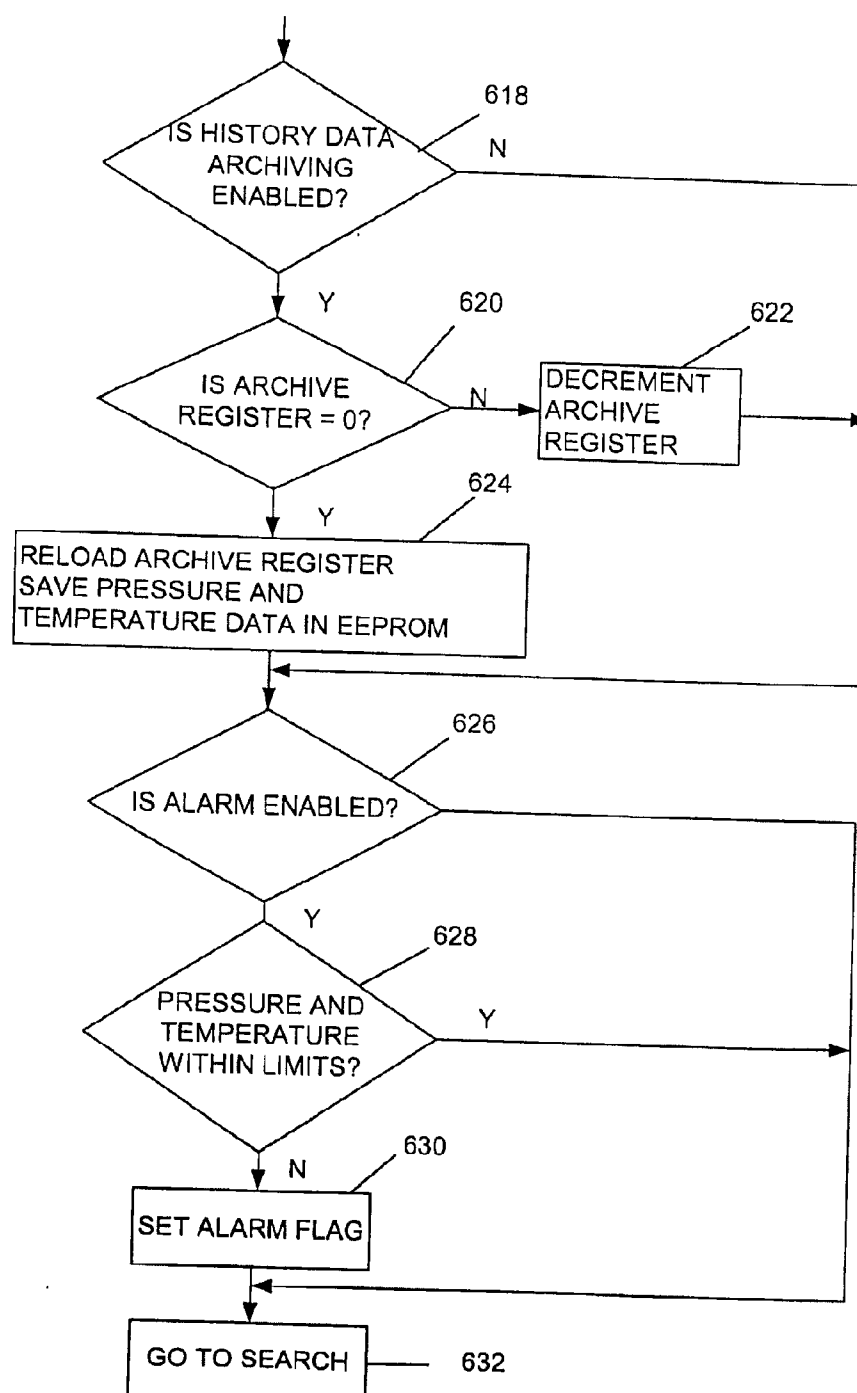 618
IS HISTORY DATA
ARCHIVING
ENABLED?
N
Y
620
IS ARCHIVE
REGISTER = 0?
N
622
DECREMENT
ARCHIVE
REGISTER
Y
624
RELOAD ARCHIVE REGISTER
SAVE PRESSURE AND
TEMPERATURE DATA IN EEPROM
626
IS ALARM ENABLED?
Y
628
PRESSURE AND
TEMPERATURE
WITHIN LIMITS?
Y
N
630
SET ALARM FLAG
GO TO SEARCH
632